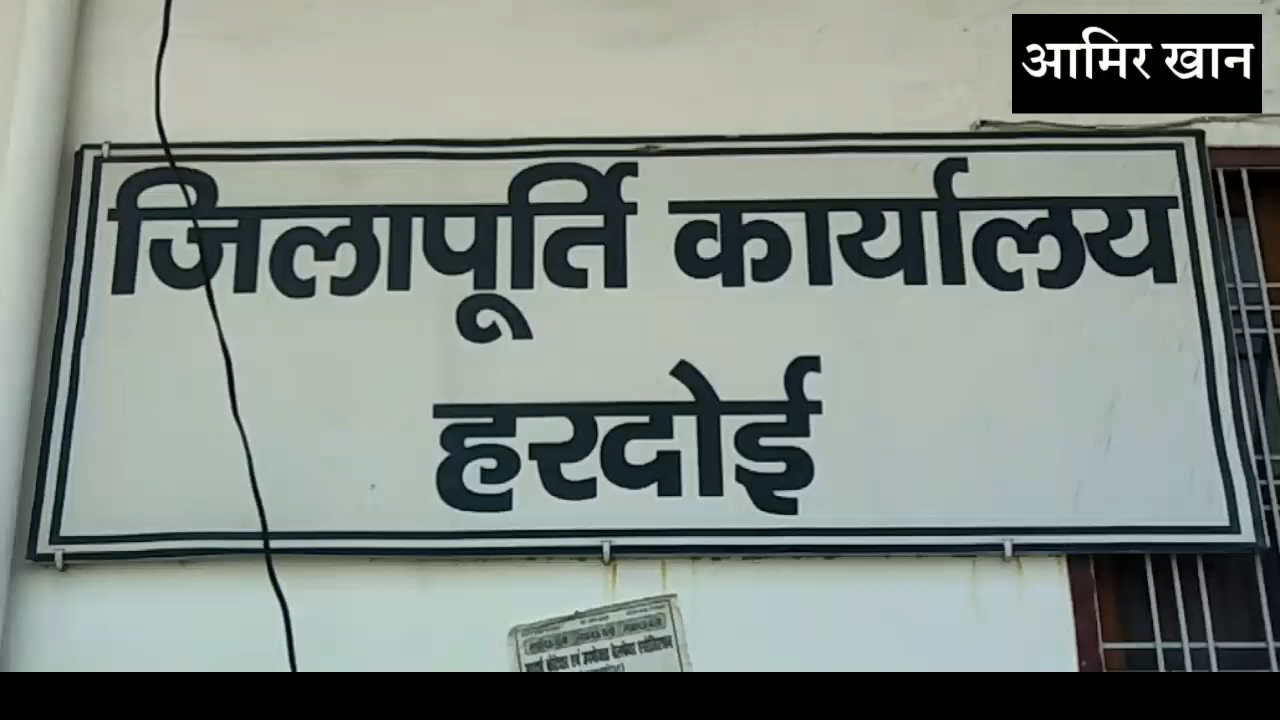 आमिर खान
जिलापूर्ति कार्यालय
हरदोई